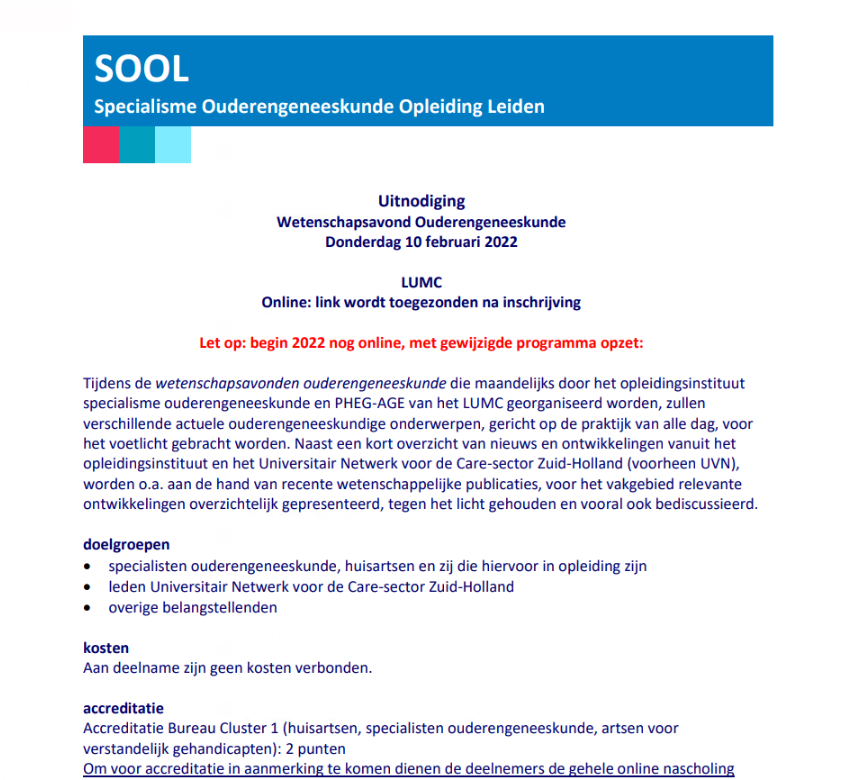 SOOL
Specialisme Ouderengeneeskunde Opleiding Leiden
Uitnodiging
Wetenschapsavond Ouderengeneeskunde
Donderdag 10 februari 2022
LUMC
Online: link wordt toegezonden na inschrijving
Let op: begin 2022 nog online, met gewijzigde programma opzet:
Tijdens de wetenschapsavonden ouderengeneeskunde die maandelijks door het opleidingsinstituut
specialisme ouderengeneeskunde en PHEG-AGE van het LUMC georganiseerd worden, zullen
verschillende actuele ouderengeneeskundige onderwerpen, gericht op de praktijk van alle dag, voor
het voetlicht gebracht worden. Naast een kort overzicht van nieuws en ontwikkelingen vanuit het
opleidingsinstituut en het Universitair Netwerk voor de Care-sector Zuid-Holland (voorheen UVN),
worden o.a. aan de hand van recente wetenschappelijke publicaties, voor het vakgebied relevante
ontwikkelingen overzichtelijk gepresenteerd, tegen het licht gehouden en vooral ook bediscussieerd.
doelgroepen
• specialisten ouderengeneeskunde, huisartsen en zij die hiervoor in opleiding zijn
• leden Universitair Netwerk voor de Care-sector Zuid-Holland
• overige belangstellenden
kosten
Aan deelname zijn geen kosten verbonden.
accreditatie
Accreditatie Bureau Cluster 1 (huisartsen, specialisten ouderengeneeskunde, artsen voor
verstandelijk gehandicapten): 2 punten
Om voor accreditatie in aanmerking te komen dienen de deelnemers de gehele online nascholing